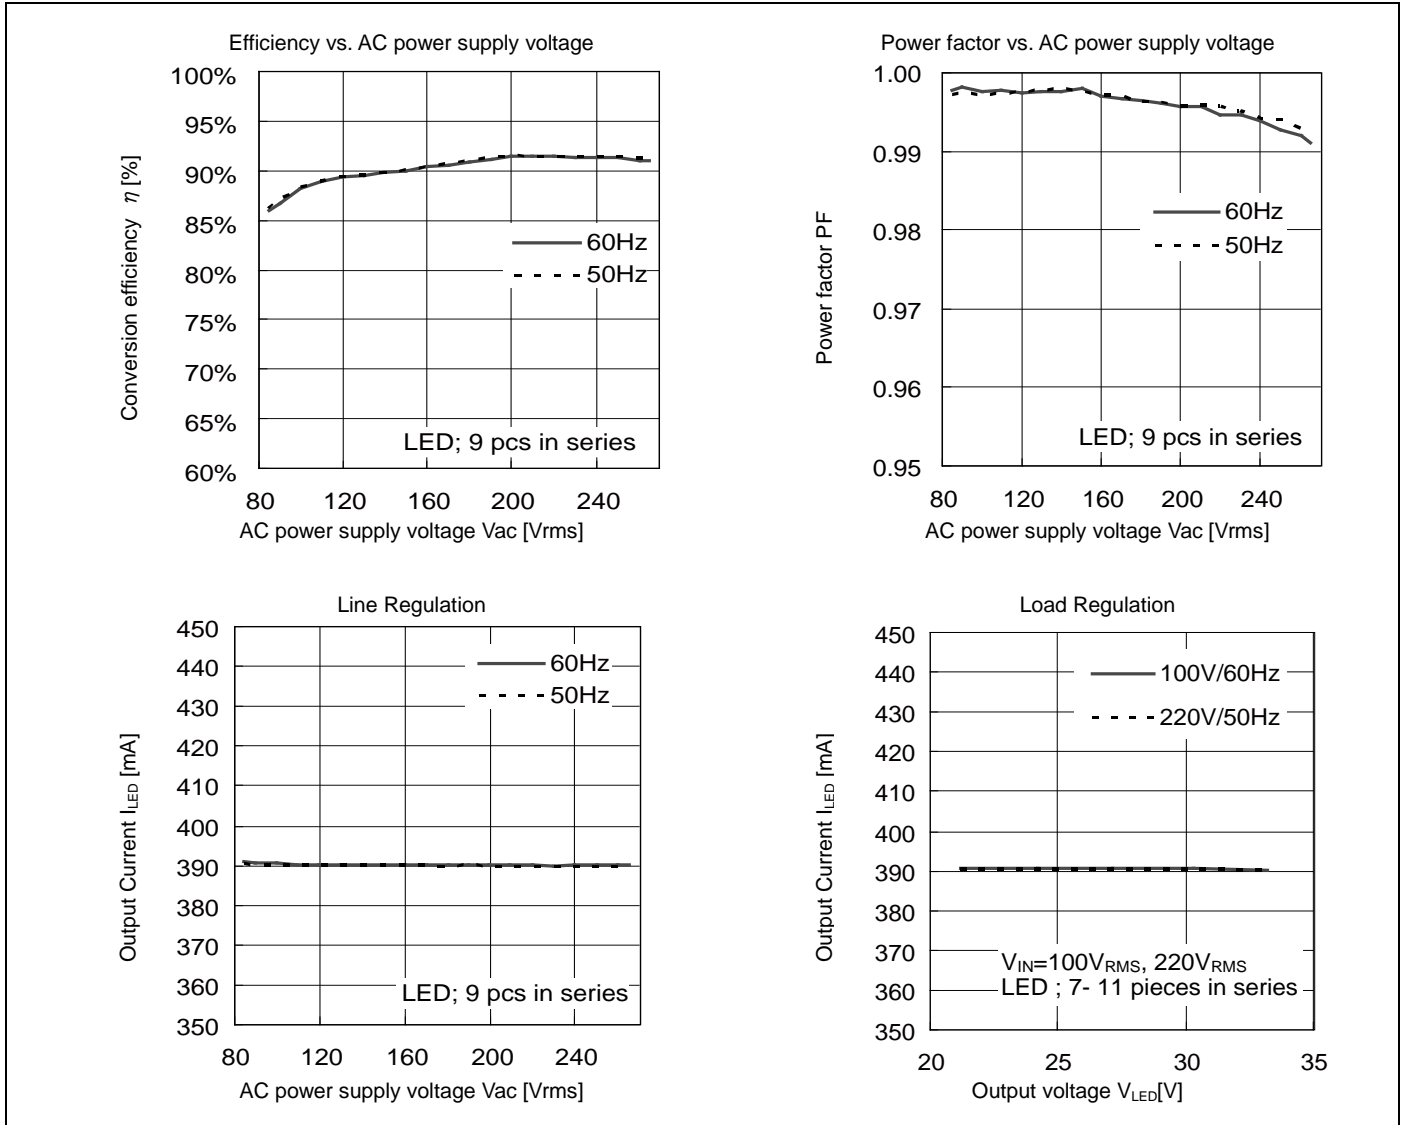 Efficiency vs. AC power supply voltage
100%
95%
90%
85%
80%
75%
70%
65%
60%
Conversion efficiency η [%]
60Hz
50Hz
LED; 9 pcs in series
80 120 160 200 240
AC power supply voltage Vac [Vrms]
Power factor vs. AC power supply voltage
1.00
0.99
0.98
0.97
0.96
0.95
Power factor PF
60Hz
50Hz
LED; 9 pcs in series
80 120 160 200 240
AC power supply voltage Vac [Vrms]
Line Regulation
450
440
430
420
410
400
390
380
370
360
350
Output Current ILED [mA]
60Hz
50Hz
LED; 9 pcs in series
80 120 160 200 240
AC power supply voltage Vac [Vrms]
Load Regulation
450
440
430
420
410
400
390
380
370
360
350
Output Current ILED [mA]
100V/60Hz
220V/50Hz
VIN=100VRMS, 220VRMS
LED ; 7- 11 pieces in series
20 25 30 35
Output voltage VLED[V]